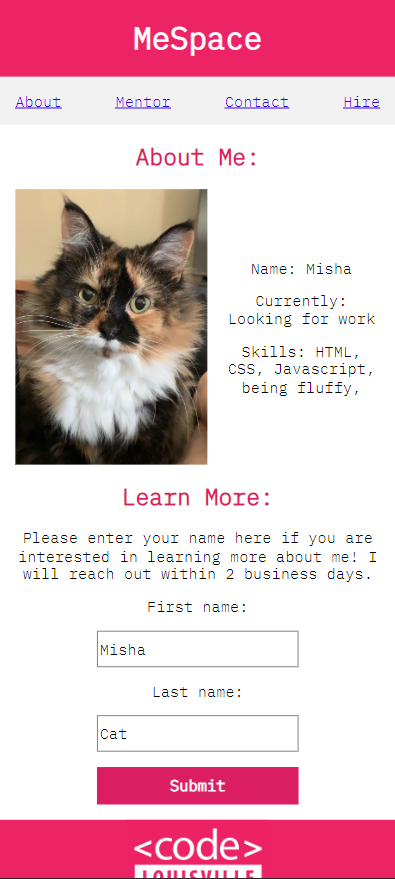 MeSpace
About Mentor Contact Hire
About Me:
Name: Misha
Currently:
Looking for work
Skills: HTML,
CSS, Javascript,
being fluffy,
Learn More:
Please enter your name here if you are
interested in learning more about me! I
will reach out within 2 business days.
First name:
Misha
Last name:
Cat
Submit
<code>
LOUISVILLE